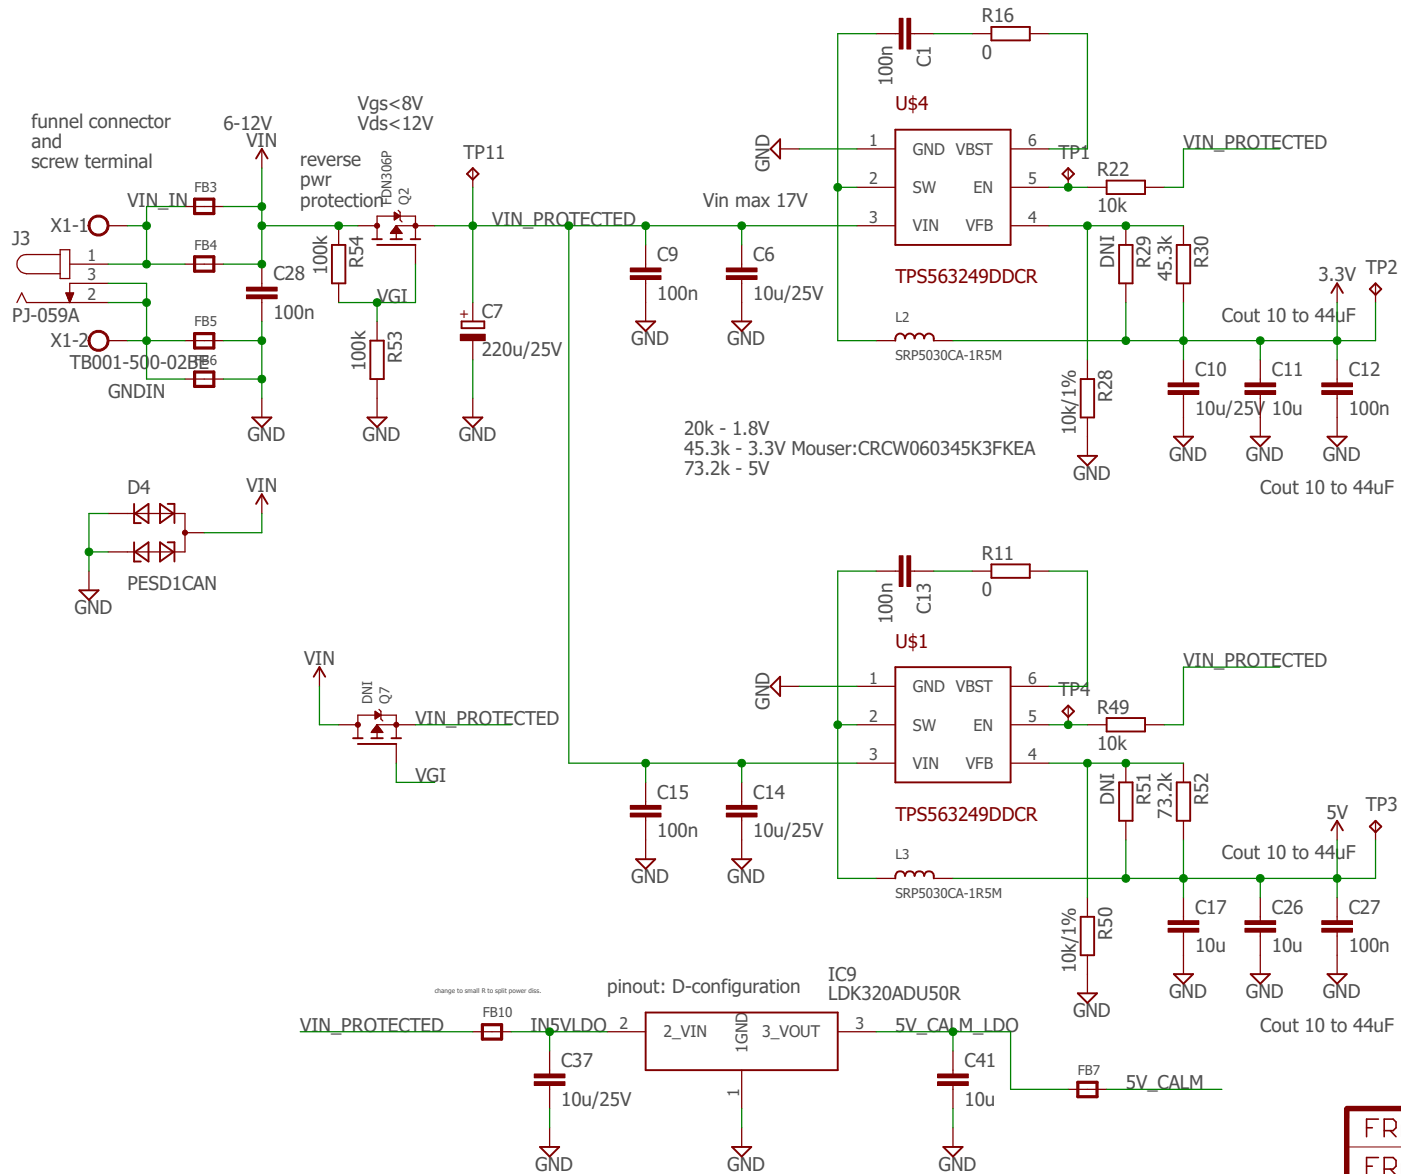 R16
0
100n
C1
U$4
GND
1
GND
VBST
6
2
SW
EN
5
3
VIN
VFB
4
TPS563249DDCR
TP1
R22
10k
VIN_PROTECTED
Vgs<8V
Vds<12V
funnel connector
and
screw terminal
6-12V
VIN
reverse
pwr
protection
FDN306P
Q2
TP11
VIN_PROTECTED
Vin max 17V
VIN_IN
FB3
X1-1
J3
1
3
2
PJ-059A
FB4
C28
100n
X1-2
FB5
TB001-500-02BE
FB6
GNDIN
GND
100k
R54
VGI
100k
R53
GND
C7
+
220u/25V
GND
C9
100n
GND
C6
10u/25V
GND
L2
SRP5030CA-1R5M
DNI
R29
45.3k
R30
3.3V
TP2
Cout 10 to 44uF
10k/1%
R28
GND
C10
10u/25V
GND
C11
10u
GND
C12
100n
GND
Cout 10 to 44uF
20k - 1.8V
45.3k - 3.3V Mouser:CRCW060345K3FKEA
73.2k - 5V
D4
VIN
PESD1CAN
GND
R11
0
100n
C13
U$1
GND
1
GND
VBST
6
2
SW
EN
5
3
VIN
VFB
4
TPS563249DDCR
TP4
R49
10k
VIN_PROTECTED
VIN
DNI
Q7
VIN_PROTECTED
VGI
C15
100n
GND
C14
10u/25V
GND
L3
SRP5030CA-1R5M
DNI
R51
73.2k
R52
5V
TP3
Cout 10 to 44uF
10k/1%
R50
GND
C17
10u
GND
C26
10u
GND
C27
100n
GND
Cout 10 to 44uF
change to small R to split power diss.
pinout: D-configuration
IC9
LDK320ADU50R
VIN_PROTECTED
FB10
IN5VLDO
2
2_VIN
1GND
3_VOUT
3
5V_CALM_LDO
1
C37
10u/25V
GND
GND
C41
10u
GND
FB7
5V_CALM
FR
FR